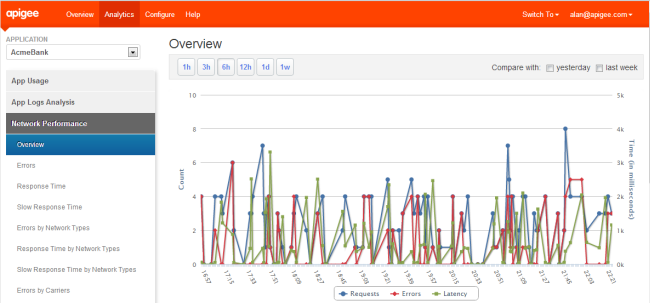 apigee Overview Analytics Configure Help Switch To alan@apigee.com
APPLICATION
AcmeBank
App Usage
App Logs Analysis
Network Performance
Overview
Errors
Response Time
Slow Response Time
Errors by Network Types
Response Time by Network Types
Slow Response Time by Network Types
Errors by Carriers
Overview
1h 3h 6h 12h 1d 1w Compare with: yesterday last week
10 5k
8 4k
6 3k
4 2k
2 1k
0 0k
Count
Time (in milliseconds)
16:57 17:15 17:33 17:51 18:09 18:27 18:45 19:03 19:21 19:39 19:57 20:15 20:33 20:51 21:09 21:27 21:45 22:03 22:21
Requests Errors Latency